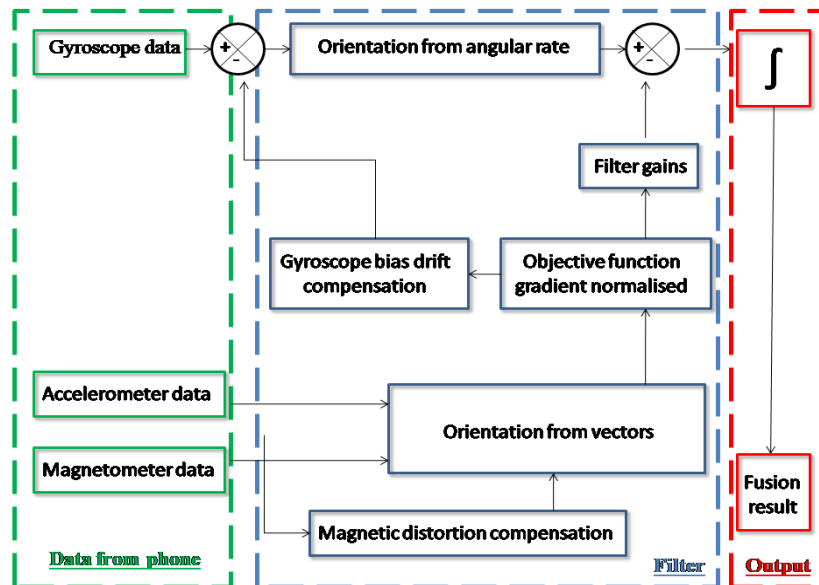 Gyroscope data
+
-
Orientation from angular rate
+
-
∫
Filter gains
Gyroscope bias drift
compensation
Objective function
gradient normalised
Accelerometer data
Orientation from vectors
Magnetometer data
Fusion
result
Magnetic distortion compensation
Data from phone
Filter
Output